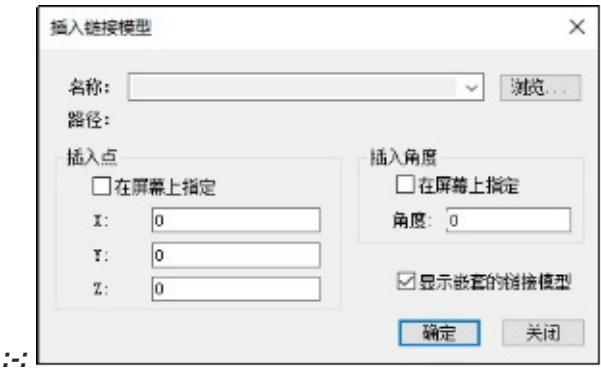 插入链接模型
名称:
浏览...
路径:
插入点
在屏幕上指定
X: 0
Y: 0
Z: 0
插入角度
在屏幕上指定
角度: 0
显示嵌套的链接模型
确定
关闭
:-: